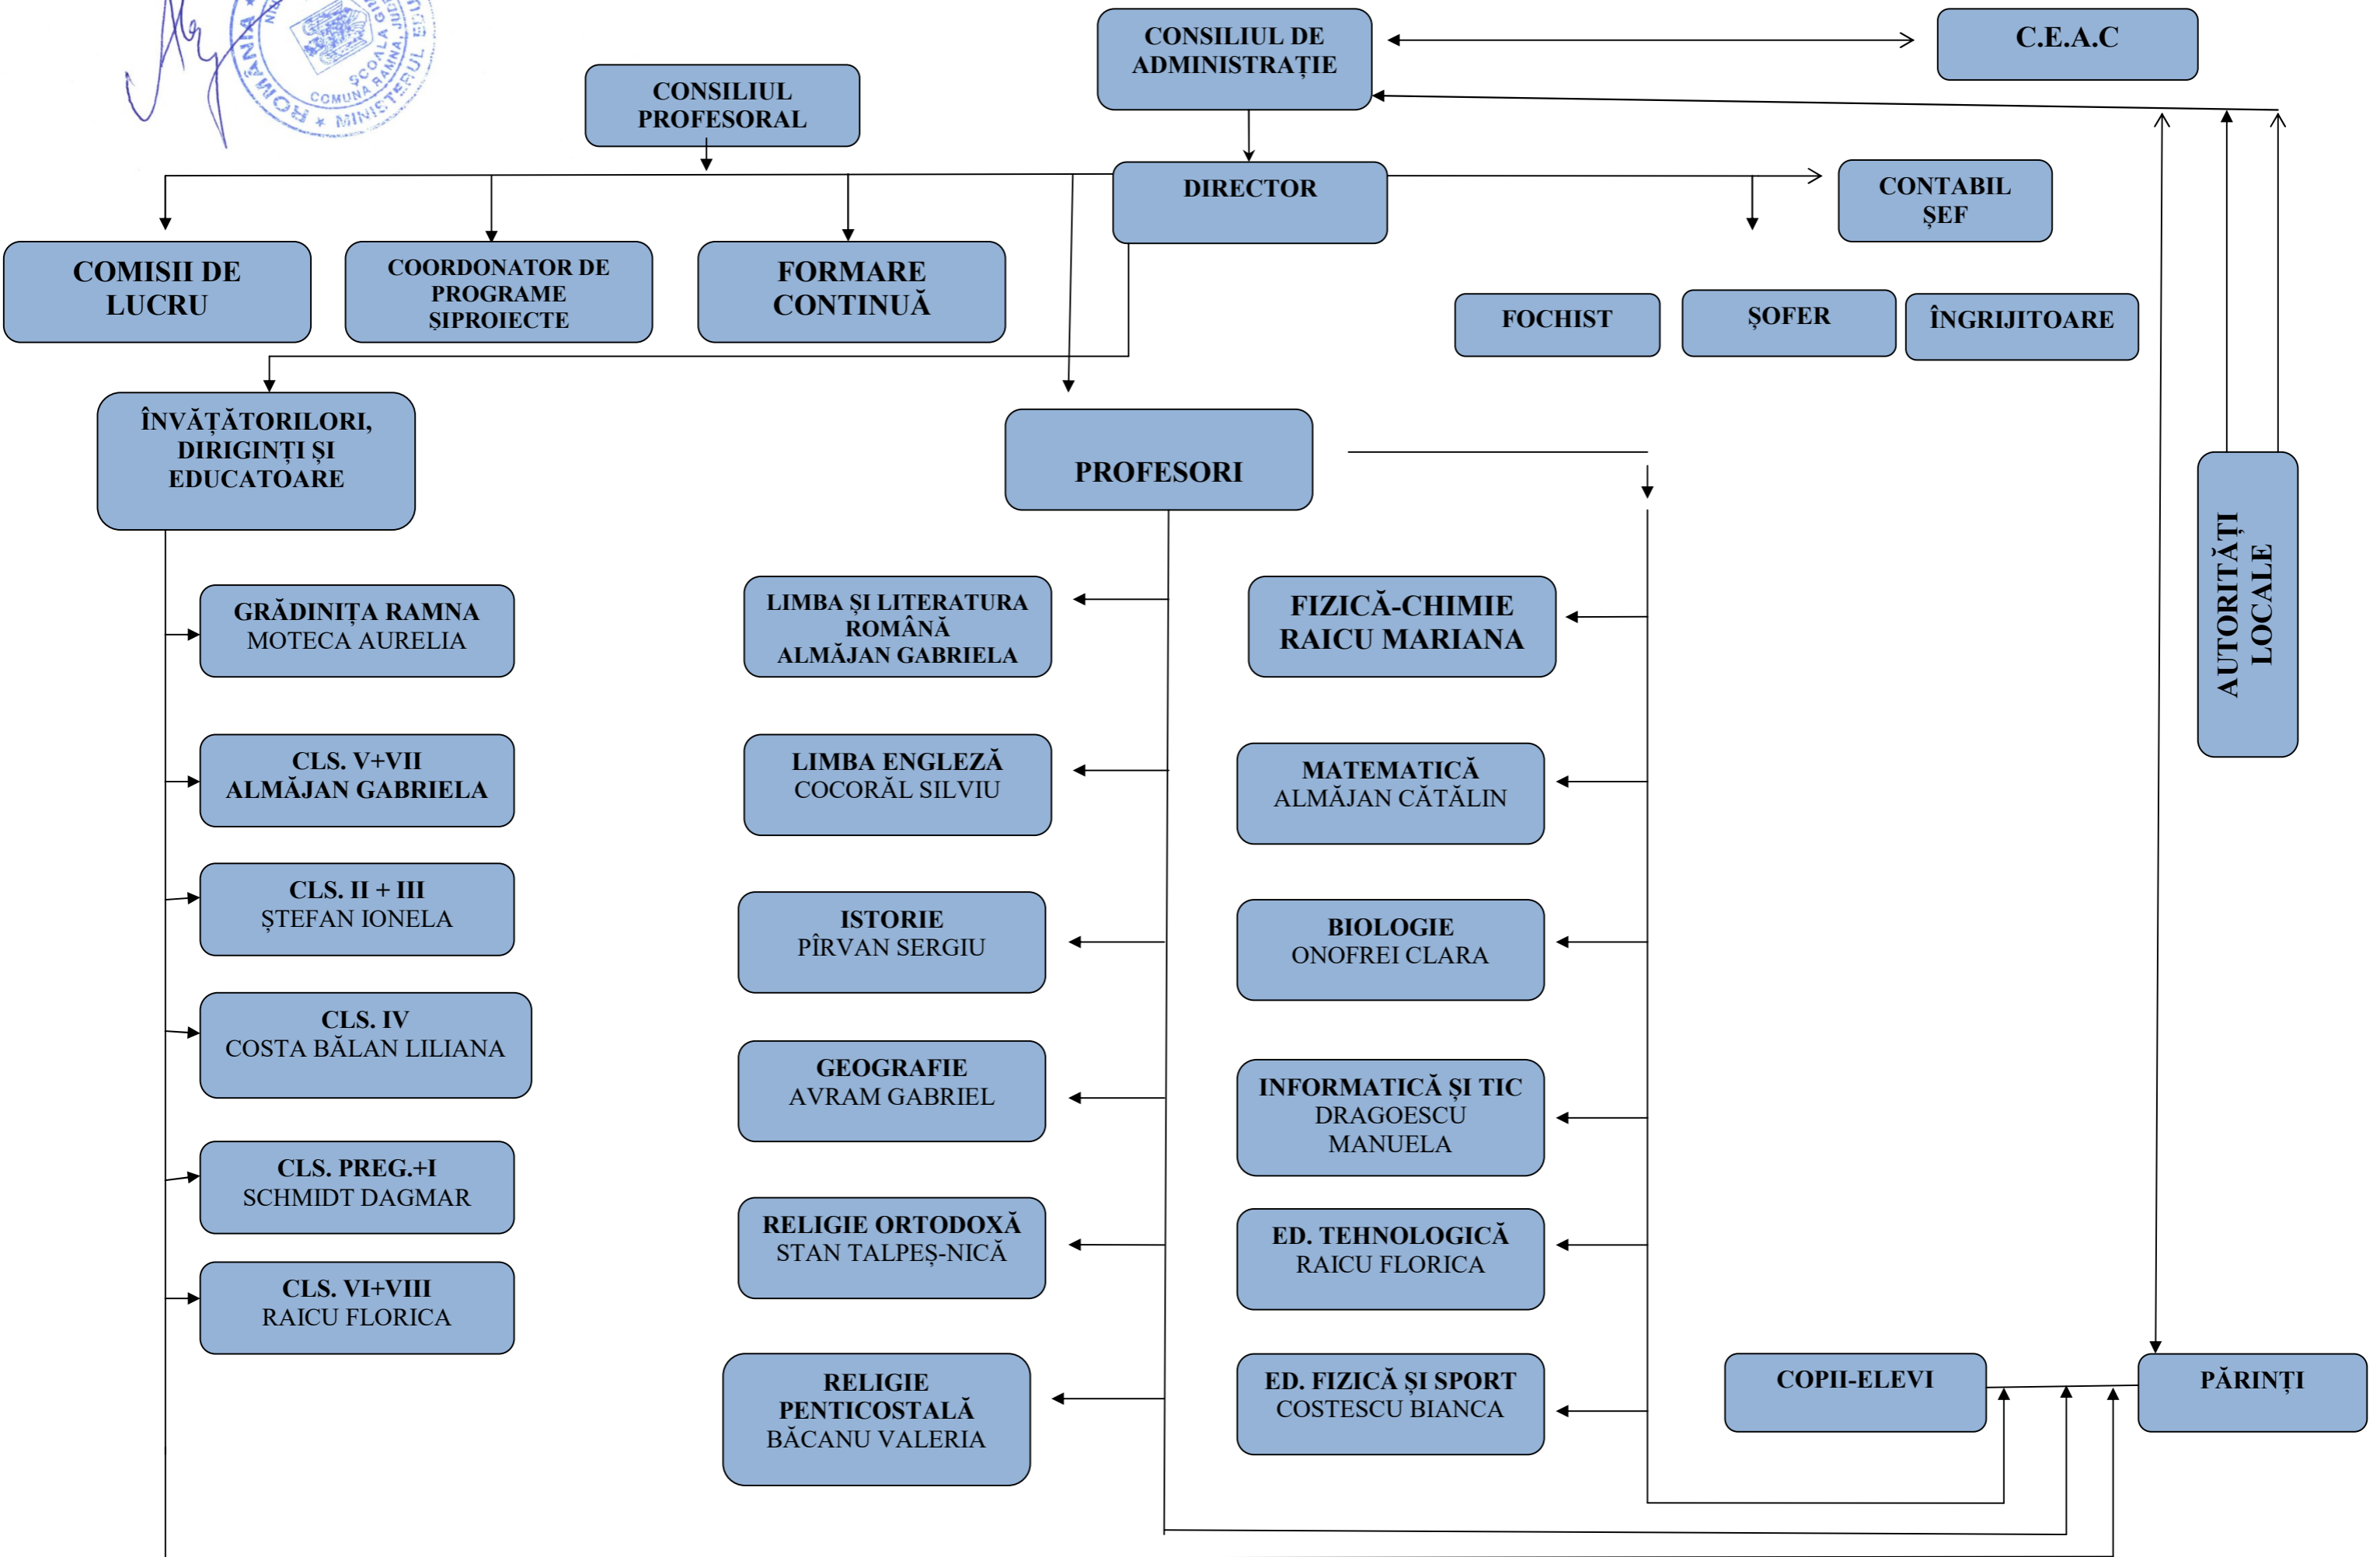 ROMÂNIA
MINISTERUL
ȘCOALA
COMUNA RAMNA,
CONSILIUL DE
ADMINISTRAȚIE
C.E.A.C
CONSILIUL
PROFESORAL
DIRECTOR
CONTABIL
ȘEF
COMISII DE
LUCRU
COORDONATOR DE
PROGRAME
ȘIPROIECTE
FORMARE
CONTINUĂ
FOCHIST
ȘOFER
ÎNGRIJITOARE
ÎNVĂȚĂTORILORI,
DIRIGINȚI ȘI
EDUCATOARE
PROFESORI
AUTORITĂȚI
LOCALE
GRĂDINIȚA RAMNA
MOTECA AURELIA
CLS. V+VII
ALMĂJAN GABRIELA
CLS. II + III
ȘTEFAN IONELA
CLS. IV
COSTA BĂLAN LILIANA
CLS. PREG.+I
SCHMIDT DAGMAR
CLS. VI+VIII
RAICU FLORICA
LIMBA ȘI LITERATURA
ROMÂNĂ
ALMĂJAN GABRIELA
LIMBA ENGLEZĂ
COCORĂL SILVIU
ISTORIE
PÎRVAN SERGIU
GEOGRAFIE
AVRAM GABRIEL
RELIGIE ORTODOXĂ
STAN TALPEȘ-NICĂ
RELIGIE
PENTICOSTALĂ
BĂCANU VALERIA
FIZICĂ-CHIMIE
RAICU MARIANA
MATEMATICĂ
ALMĂJAN CĂTĂLIN
BIOLOGIE
ONOFREI CLARA
INFORMATICĂ ȘI TIC
DRAGOESCU
MANUELA
ED. TEHNOLOGICĂ
RAICU FLORICA
ED. FIZICĂ ȘI SPORT
COSTESCU BIANCA
COPII-ELEVI
PĂRINȚI